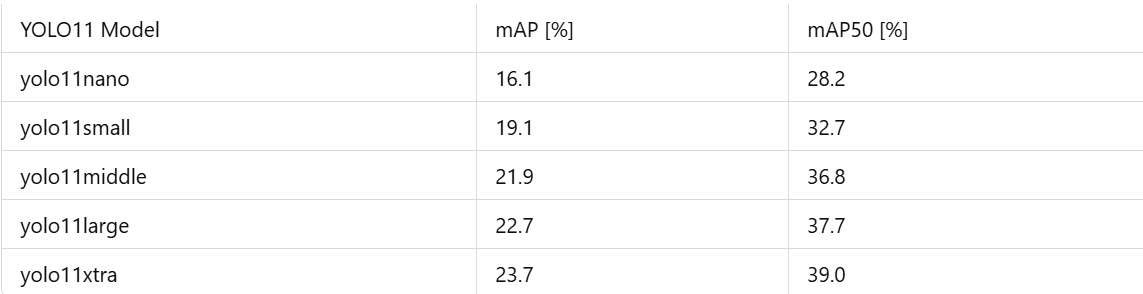 YOLO11 Model mAP [%] mAP50 [%]
yolo11nano 16.1 28.2
yolo11small 19.1 32.7
yolo11middle 21.9 36.8
yolo11large 22.7 37.7
yolo11xtra 23.7 39.0